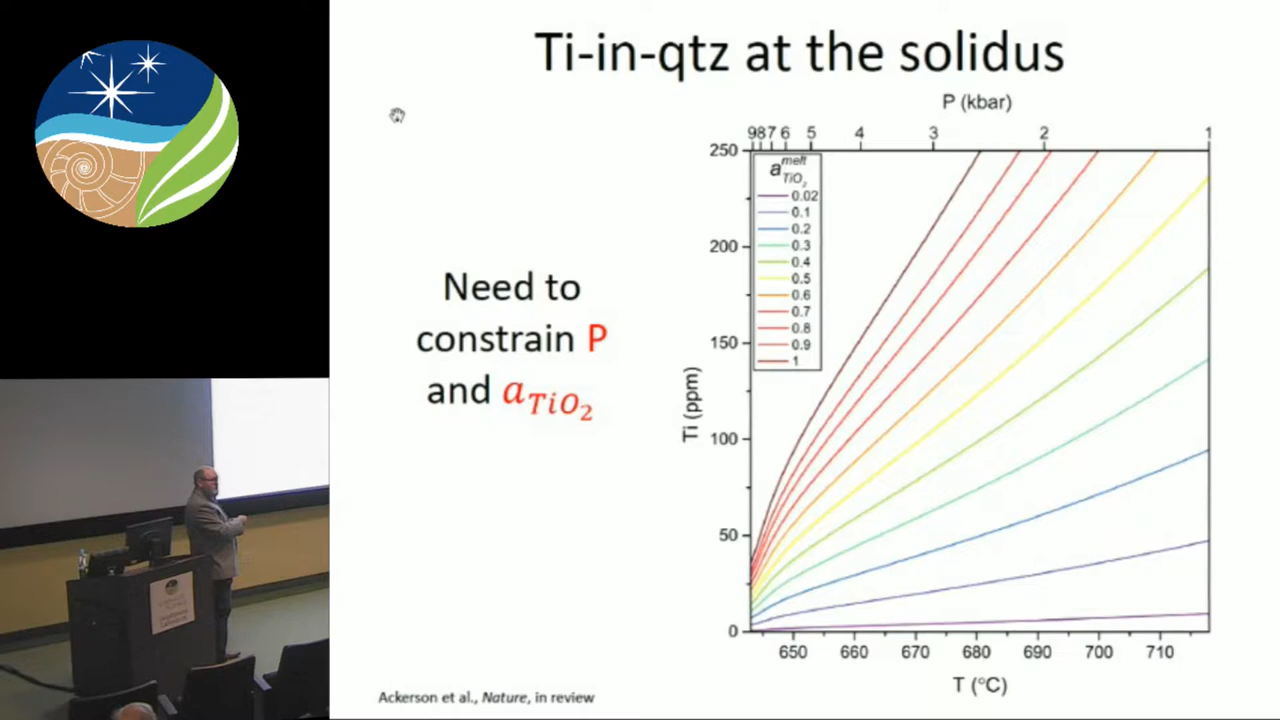 Ti-in-qtz at the solidus
Need to
constrain P
and aTiO2
P (kbar)
9 8 7 6 5 4 3 2 1
250
200
150
100
50
0
Ti (ppm)
a melt TiO2
0.02
0.1
0.2
0.3
0.4
0.5
0.6
0.7
0.8
0.9
1
650 660 670 680 690 700 710
T (°C)
Ackerson et al., Nature, in review